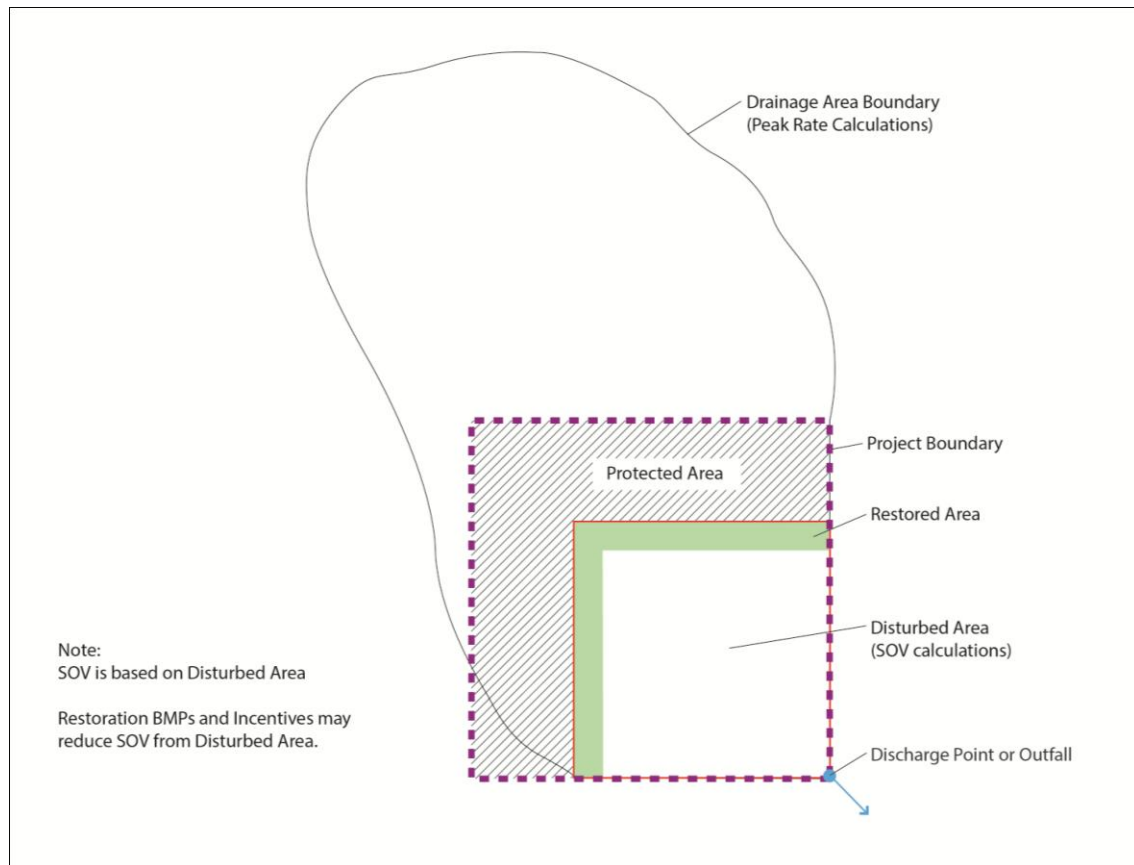 Drainage Area Boundary
(Peak Rate Calculations)
Project Boundary
Protected Area
Restored Area
Disturbed Area
(SOV calculations)
Note:
SOV is based on Disturbed Area
Restoration BMPs and Incentives may
reduce SOV from Disturbed Area.
Discharge Point or Outfall